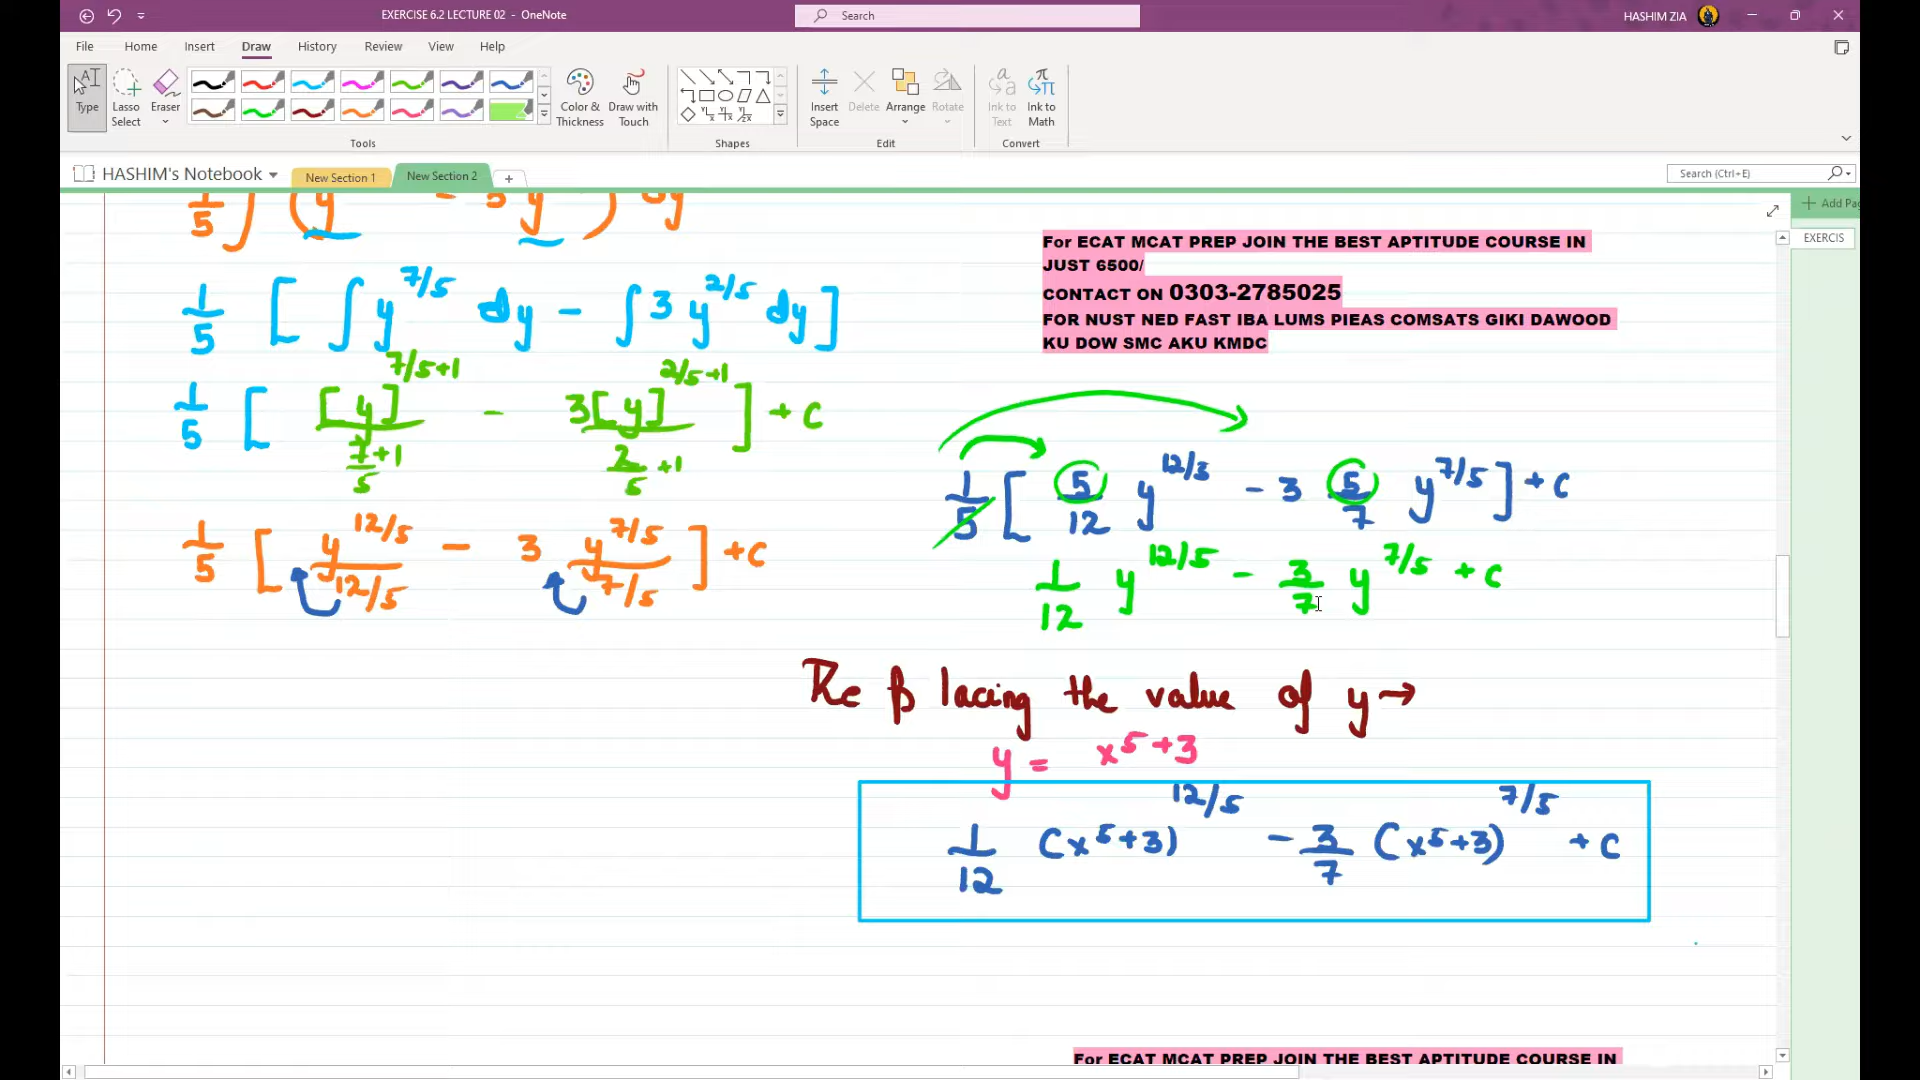 EXERCISE 6.2 LECTURE 02 - OneNote
Search
HASHIM ZIA
File Home Insert Draw History Review View Help
Type
Lasso Select
Eraser
Color & Thickness
Draw with Touch
Insert Space
Delete
Arrange
Rotate
Ink to Text
Ink to Math
Tools
Shapes
Edit
Convert
HASHIM's Notebook
New Section 1
New Section 2
Search (Ctrl+E)
Add Pag
EXERCIS
1/5 ∫ (y - 3 y ) dy
1/5 [ ∫ y^7/5 dy - ∫ 3 y^2/5 dy ]
1/5 [ [y]^7/5+1 / 7/5+1 - 3[y]^2/5+1 / 2/5+1 ] + c
1/5 [ y^12/5 / 12/5 - 3 y^7/5 / 7/5 ] + c
For ECAT MCAT PREP JOIN THE BEST APTITUDE COURSE IN
JUST 6500/
CONTACT ON 0303-2785025
FOR NUST NED FAST IBA LUMS PIEAS COMSATS GIKI DAWOOD
KU DOW SMC AKU KMDC
1/5 [ 5/12 y^12/5 - 3 5/7 y^7/5 ] + c
1/12 y^12/5 - 3/7 y^7/5 + c
Replacing the value of y →
y = x^5+3
1/12 (x^5+3)^12/5 - 3/7 (x^5+3)^7/5 + c
For ECAT MCAT PREP JOIN THE BEST APTITUDE COURSE IN